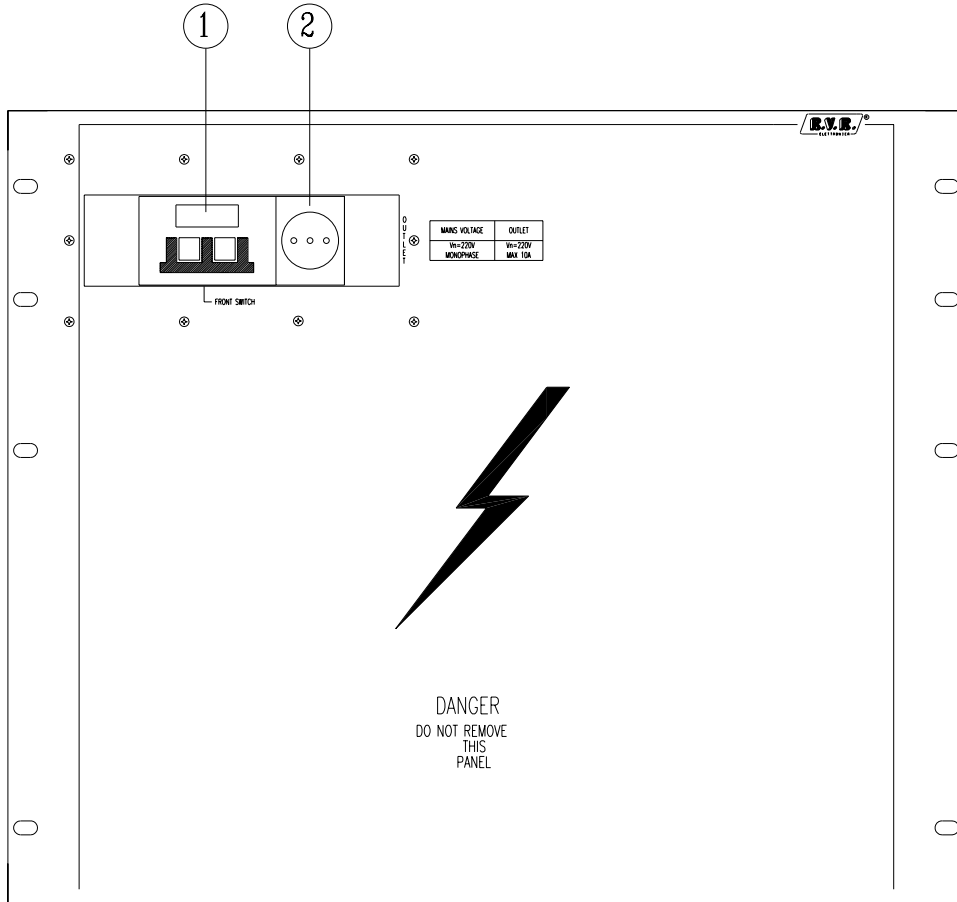 1
2
R.V.R.®
ELETTRONICA
OUTLET
MAINS VOLTAGE OUTLET
Vn=220V Vn=220V
MONOPHASE MAX 10A
FRONT SWITCH
DANGER
DO NOT REMOVE
THIS
PANEL